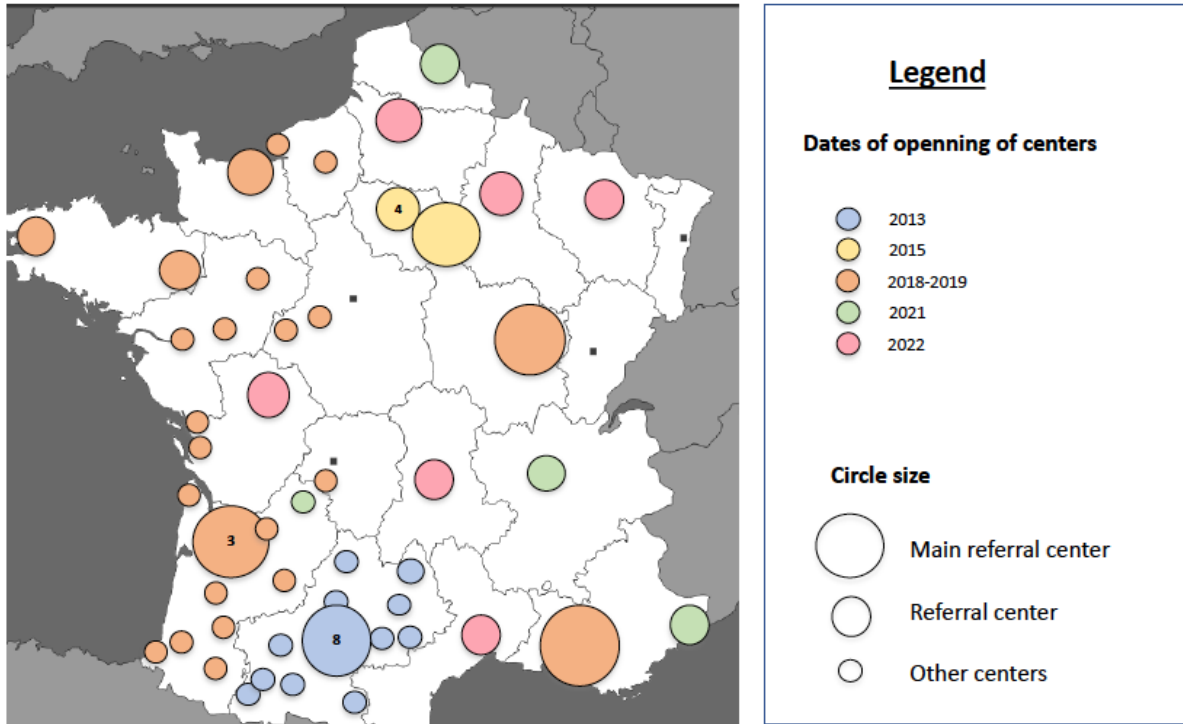 4
3
8
Legend
Dates of openning of centers
2013
2015
2018-2019
2021
2022
Circle size
Main referral center
Referral center
Other centers